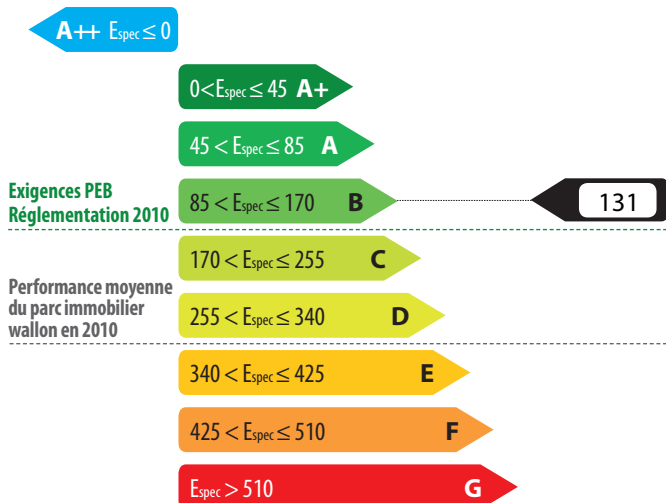 A++ Espec ≤ 0
0 < Espec ≤ 45 A+
45 < Espec ≤ 85 A
Exigences PEB
Réglementation 2010
85 < Espec ≤ 170 B
131
170 < Espec ≤ 255 C
Performance moyenne
du parc immobilier
wallon en 2010
255 < Espec ≤ 340 D
340 < Espec ≤ 425 E
425 < Espec ≤ 510 F
Espec > 510 G